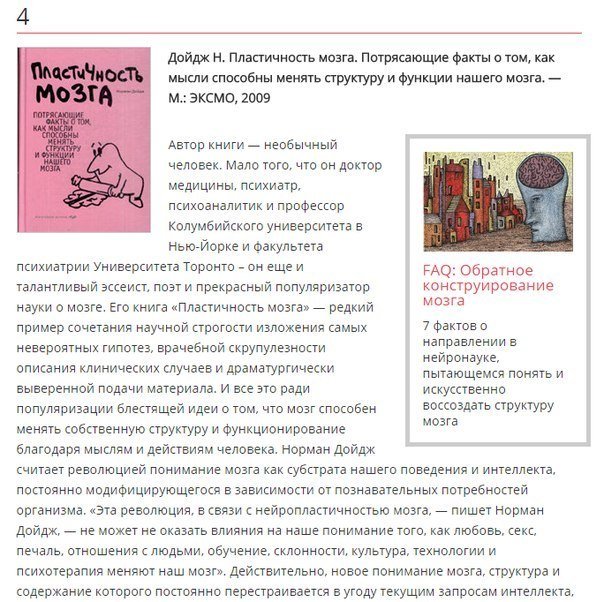 4
Пластичность
мозга
Норман Дойдж
Потрясающие
факты о том,
как мысли
способны
менять
структуру
и функции
нашего
мозга
Дойдж Н. Пластичность мозга. Потрясающие факты о том, как
мысли способны менять структуру и функции нашего мозга. —
М.: ЭКСМО, 2009
Автор книги — необычный
человек. Мало того, что он доктор
медицины, психиатр,
психоаналитик и профессор
Колумбийского университета в
Нью-Йорке и факультета
психиатрии Университета Торонто – он еще и
талантливый эссеист, поэт и прекрасный популяризатор
науки о мозге. Его книга «Пластичность мозга» — редкий
пример сочетания научной строгости изложения самых
невероятных гипотез, врачебной скрупулезности
описания клинических случаев и драматургически
выверенной подачи материала. И все это ради
популяризации блестящей идеи о том, что мозг способен
менять собственную структуру и функционирование
благодаря мыслям и действиям человека. Норман Дойдж
считает революцией понимание мозга как субстрата нашего поведения и интеллекта,
постоянно модифицирующегося в зависимости от познавательных потребностей
организма. «Эта революция, в связи с нейропластичностью мозга, — пишет Норман
Дойдж, — не может не оказать влияния на наше понимание того, как любовь, секс,
печаль, отношения с людьми, обучение, склонности, культура, технологии и
психотерапия меняют наш мозг». Действительно, новое понимание мозга, структура и
содержание которого постоянно перестраивается в угоду текущим запросам интеллекта,
FAQ: Обратное
конструирование
мозга
7 фактов о
направлении в
нейронауке,
пытающемся понять и
искусственно
воссоздать структуру
мозга